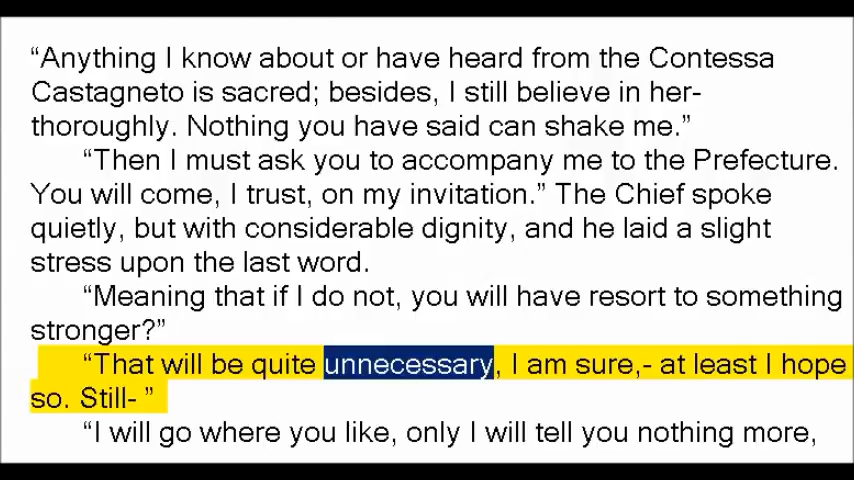 “Anything I know about or have heard from the Contessa
Castagneto is sacred; besides, I still believe in her-
thoroughly. Nothing you have said can shake me.”
“Then I must ask you to accompany me to the Prefecture.
You will come, I trust, on my invitation.” The Chief spoke
quietly, but with considerable dignity, and he laid a slight
stress upon the last word.
“Meaning that if I do not, you will have resort to something
stronger?”
“That will be quite unnecessary, I am sure,- at least I hope
so. Still- ”
“I will go where you like, only I will tell you nothing more,